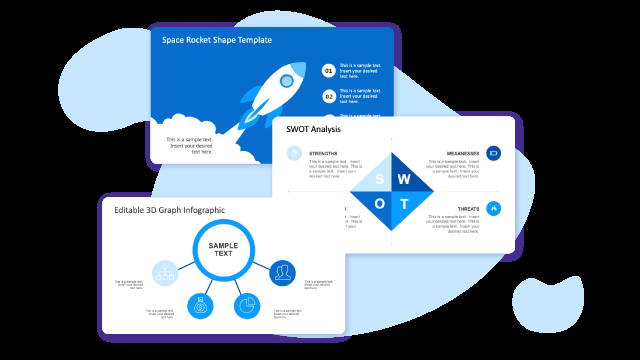 Space Rocket Shape Template
01
This is a sample text.
Insert your desired
text here.
02
This is a sample text.
Insert your desired
text here.
This is a sample text.
Insert your desired
text here.
SWOT Analysis
STRENGTHS
This is a sample text. Insert
your desired text here. This is
a sample text. Insert your
desired text here.
WEAKNESSES
This is a sample text. Insert
your desired text here. This is
a sample text. Insert your
desired text here.
S
W
O
T
THREATS
This is a sample text. Insert
your desired text here. This is
a sample text. Insert your
desired text here.
Editable 3D Graph Infographic
SAMPLE
TEXT
This is a sample text.
Insert your desired
text here.
This is a sample text.
Insert your desired
text here.
This is a sample text.
Insert your desired
text here.
This is a sample text.
Insert your desired
text here.